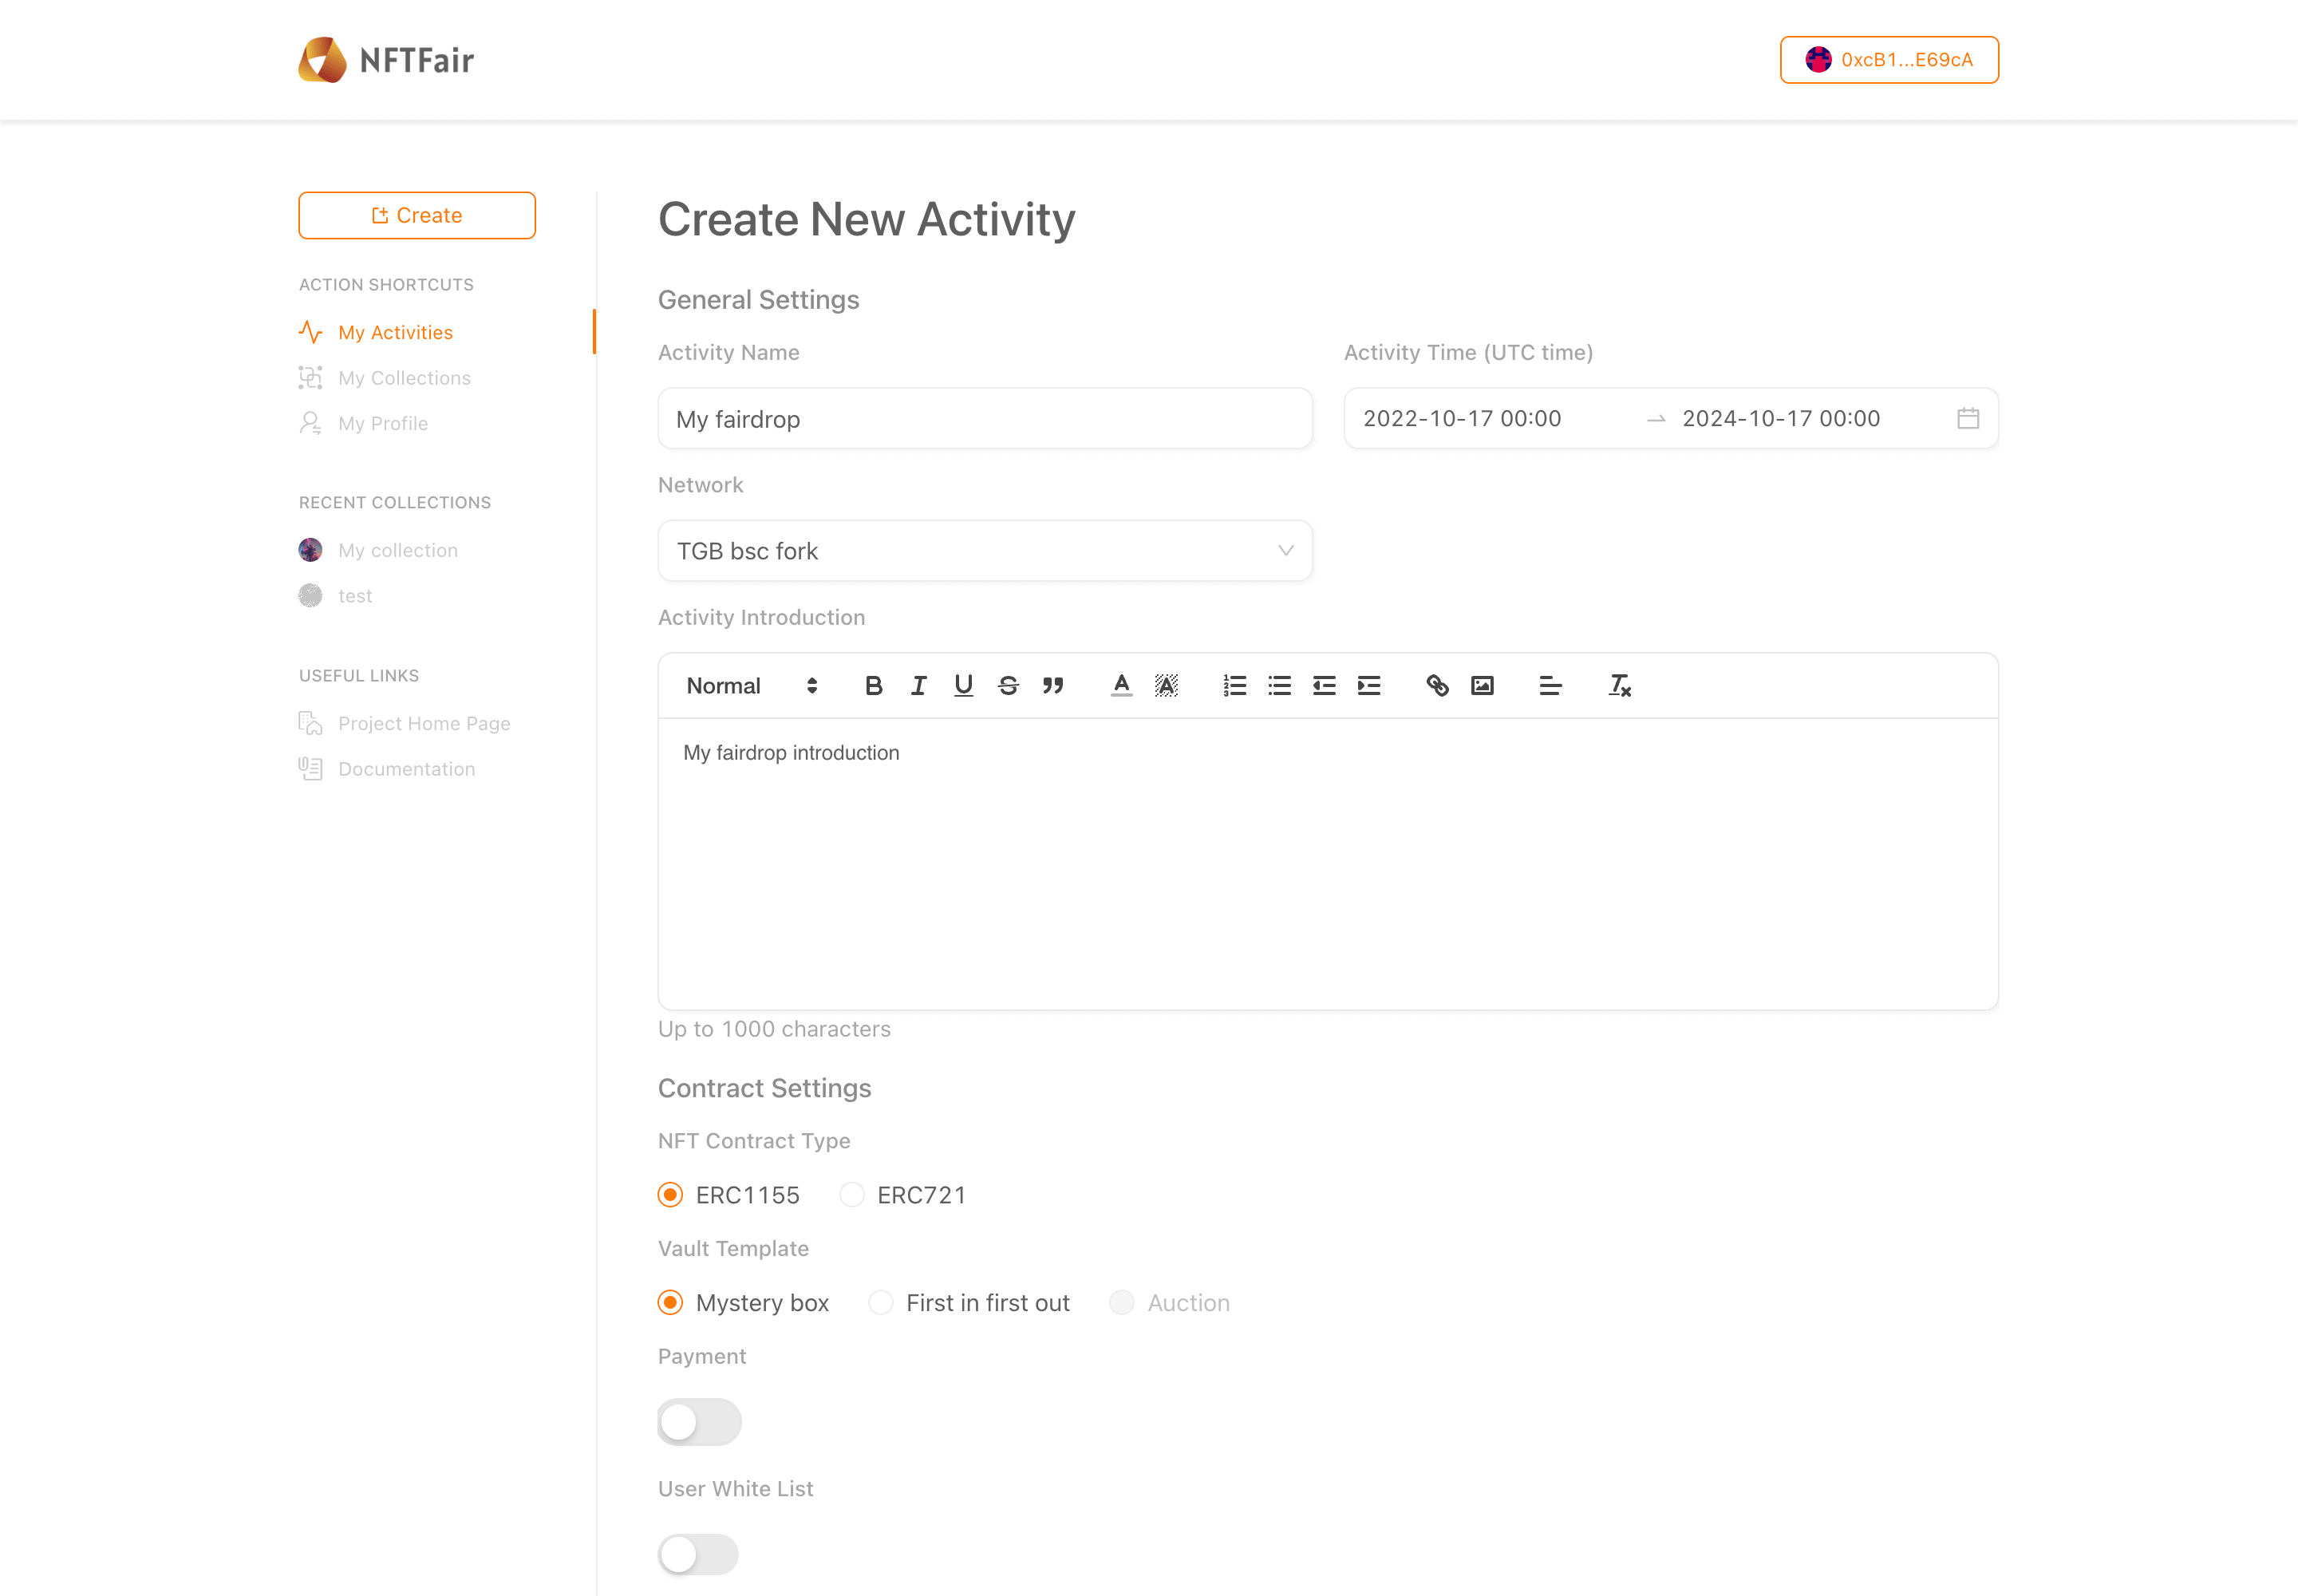 NFTFair
0xcB1...E69cA
Create
ACTION SHORTCUTS
My Activities
My Collections
My Profile
RECENT COLLECTIONS
My collection
test
USEFUL LINKS
Project Home Page
Documentation
Create New Activity
General Settings
Activity Name
Activity Time (UTC time)
My fairdrop
2022-10-17 00:00
2024-10-17 00:00
Network
TGB bsc fork
Activity Introduction
Normal
My fairdrop introduction
Up to 1000 characters
Contract Settings
NFT Contract Type
ERC1155
ERC721
Vault Template
Mystery box
First in first out
Auction
Payment
User White List